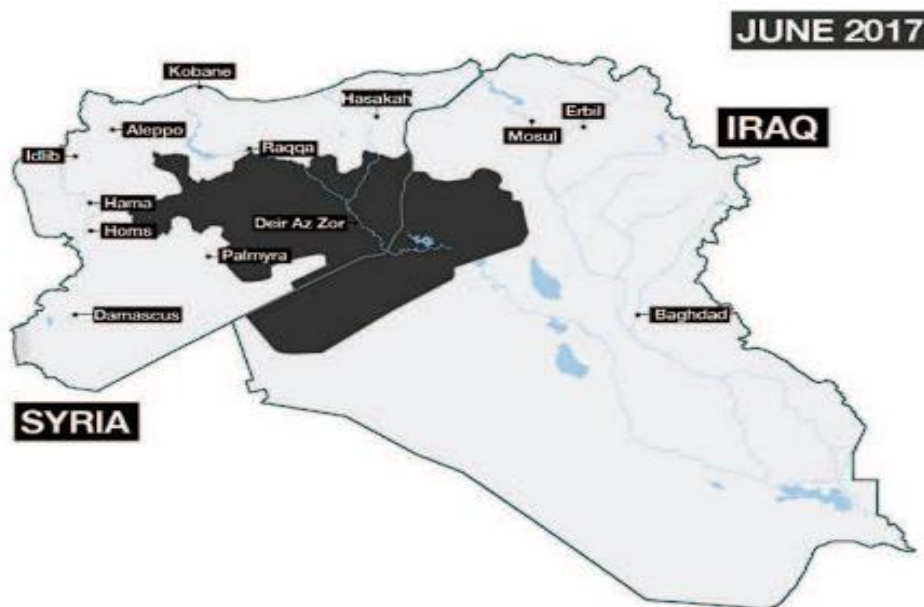 JUNE 2017
Kobane
Hasakah
Erbil
Aleppo
Mosul
IRAQ
Idlib
Raqqa
Hama
Deir Az Zor
Homs
Palmyra
Damascus
Baghdad
SYRIA